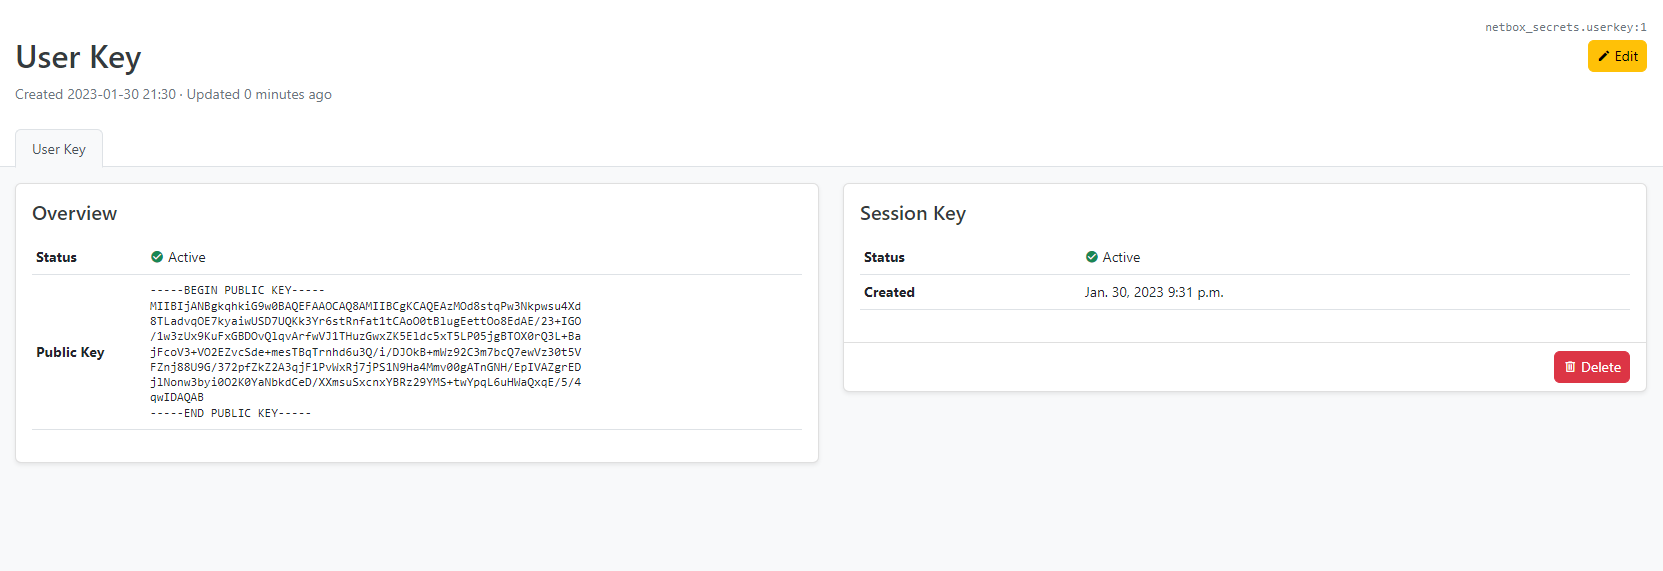 netbox_secrets.userkey:1
User Key
Edit
Created 2023-01-30 21:30 · Updated 0 minutes ago
User Key
Overview
Status
Active
Public Key
-----BEGIN PUBLIC KEY-----
MIIBIjANBgkqhkiG9w0BAQEFAAOCAQ8AMIIBCgKCAQEAzMOd8stqPw3Nkpwsu4Xd
8TLadvqOE7kyaiwUSD7UQKk3Yr6stRnfat1tCAoO0tBlugEettOo8EdAE/23+IGO
/1w3zUx9KuFxGBDOvQlqvArfwVJ1THuzGwxZK5Eldc5xT5LP05jgBTOX0rQ3L+Ba
jFcoV3+VO2EZvcSde+mesTBqTrnhd6u3Q/i/DJOkB+mWz92C3m7bcQ7ewVz30t5V
FZnj88U9G/372pfZkZ2A3qjF1PvWxRj7jPS1N9Ha4Mmv00gATnGNH/EpIVAZgrED
jlNonw3byi0O2K0YaNbkdCeD/XXmsuSxcnxYBRz29YMS+twYpqL6uHWaQxqE/5/4
qwIDAQAB
-----END PUBLIC KEY-----
Session Key
Status
Active
Created
Jan. 30, 2023 9:31 p.m.
Delete